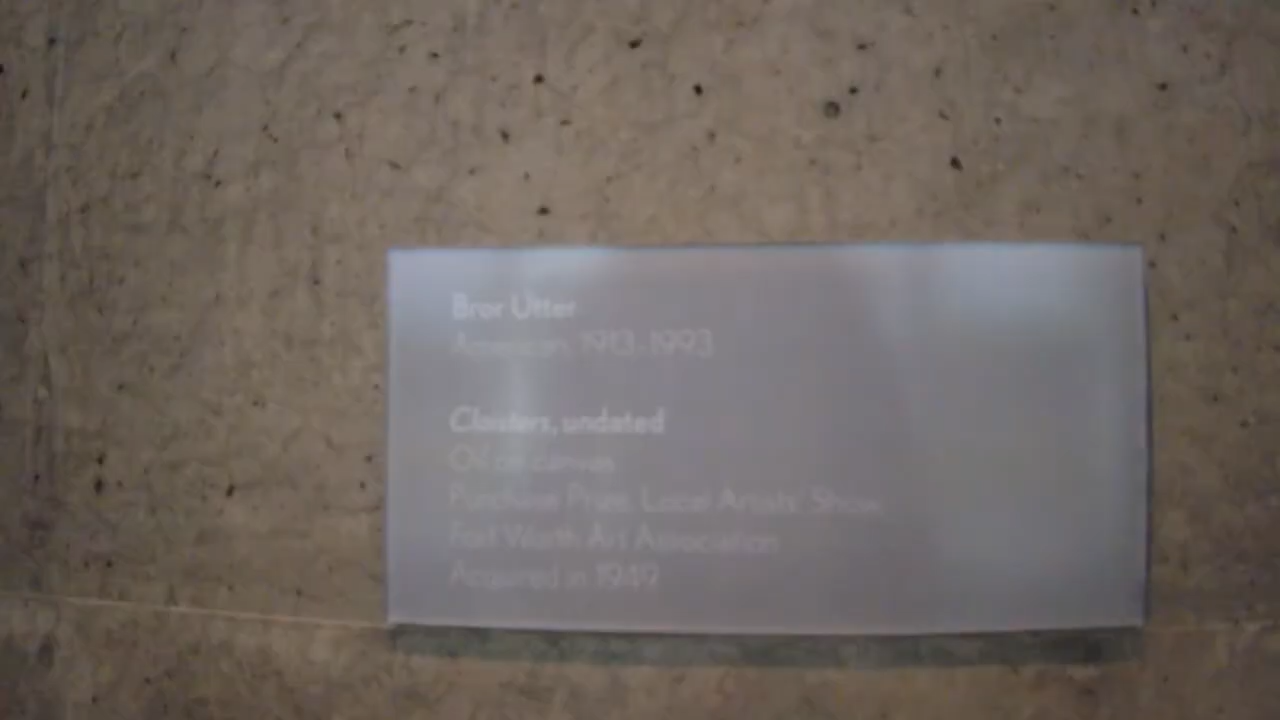 Bror Utter
American, 1913-1993
Cloisters, undated
Oil on canvas
Purchase Prize, Local Artists' Show,
Fort Worth Art Association
Acquired in 1949